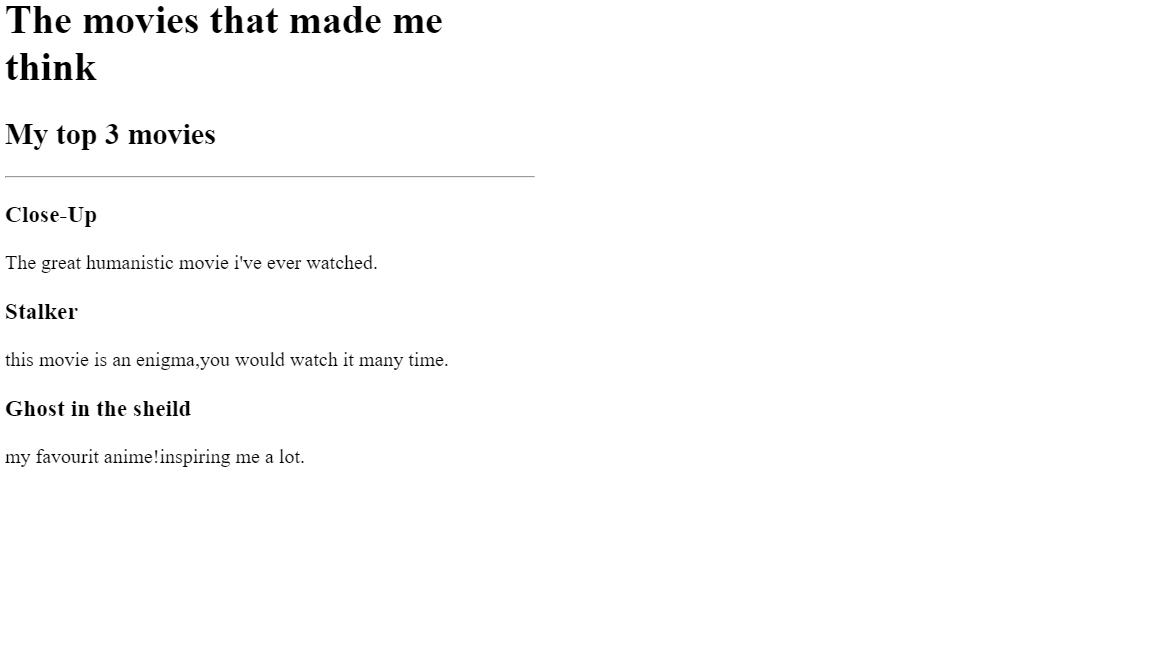 The movies that made me
think
My top 3 movies
Close-Up
The great humanistic movie i've ever watched.
Stalker
this movie is an enigma,you would watch it many time.
Ghost in the sheild
my favourit anime!inspiring me a lot.